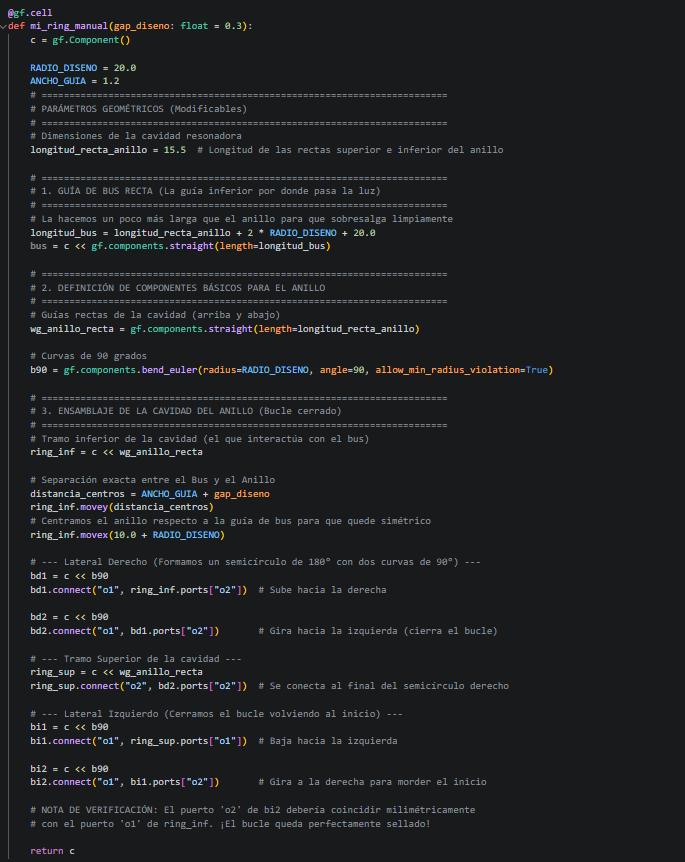 @gf.cell
def mi_ring_manual(gap_diseno: float = 0.3):
    c = gf.Component()

    RADIO_DISENO = 20.0
    ANCHO_GUIA = 1.2
    # =========================================================================
    # PARÁMETROS GEOMÉTRICOS (Modificables)
    # =========================================================================
    # Dimensiones de la cavidad resonadora
    longitud_recta_anillo = 15.5  # Longitud de las rectas superior e inferior del anillo

    # =========================================================================
    # 1. GUÍA DE BUS RECTA (La guía inferior por donde pasa la luz)
    # =========================================================================
    # La hacemos un poco más larga que el anillo para que sobresalga limpiamente
    longitud_bus = longitud_recta_anillo + 2 * RADIO_DISENO + 20.0
    bus = c << gf.components.straight(length=longitud_bus)

    # =========================================================================
    # 2. DEFINICIÓN DE COMPONENTES BÁSICOS PARA EL ANILLO
    # =========================================================================
    # Guías rectas de la cavidad (arriba y abajo)
    wg_anillo_recta = gf.components.straight(length=longitud_recta_anillo)

    # Curvas de 90 grados
    b90 = gf.components.bend_euler(radius=RADIO_DISENO, angle=90, allow_min_radius_violation=True)

    # =========================================================================
    # 3. ENSAMBLAJE DE LA CAVIDAD DEL ANILLO (Bucle cerrado)
    # =========================================================================
    # Tramo inferior de la cavidad (el que interactúa con el bus)
    ring_inf = c << wg_anillo_recta

    # Separación exacta entre el Bus y el Anillo
    distancia_centros = ANCHO_GUIA + gap_diseno
    ring_inf.movey(distancia_centros)
    # Centramos el anillo respecto a la guía de bus para que quede simétrico
    ring_inf.movex(10.0 + RADIO_DISENO)

    # --- Lateral Derecho (Formamos un semicírculo de 180° con dos curvas de 90°) ---
    bd1 = c << b90
    bd1.connect("o1", ring_inf.ports["o2"])  # Sube hacia la derecha

    bd2 = c << b90
    bd2.connect("o1", bd1.ports["o2"])       # Gira hacia la izquierda (cierra el bucle)

    # --- Tramo Superior de la cavidad ---
    ring_sup = c << wg_anillo_recta
    ring_sup.connect("o2", bd2.ports["o2"])  # Se conecta al final del semicírculo derecho

    # --- Lateral Izquierdo (Cerramos el bucle volviendo al inicio) ---
    bi1 = c << b90
    bi1.connect("o1", ring_sup.ports["o1"])  # Baja hacia la izquierda

    bi2 = c << b90
    bi2.connect("o1", bi1.ports["o2"])       # Gira a la derecha para morder el inicio

    # NOTA DE VERIFICACIÓN: El puerto 'o2' de bi2 debería coincidir milimétricamente
    # con el puerto 'o1' de ring_inf. ¡El bucle queda perfectamente sellado!

    return c